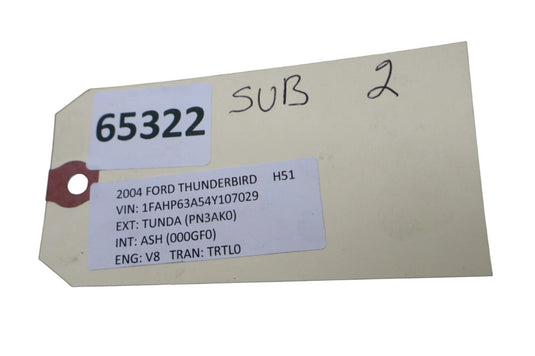 SUB 2
65322
2004 FORD THUNDERBIRD H51
VIN: 1FAHP63A54Y107029
EXT: TUNDA (PN3AK0)
INT: ASH (000GF0)
ENG: V8 TRAN: TRTL0